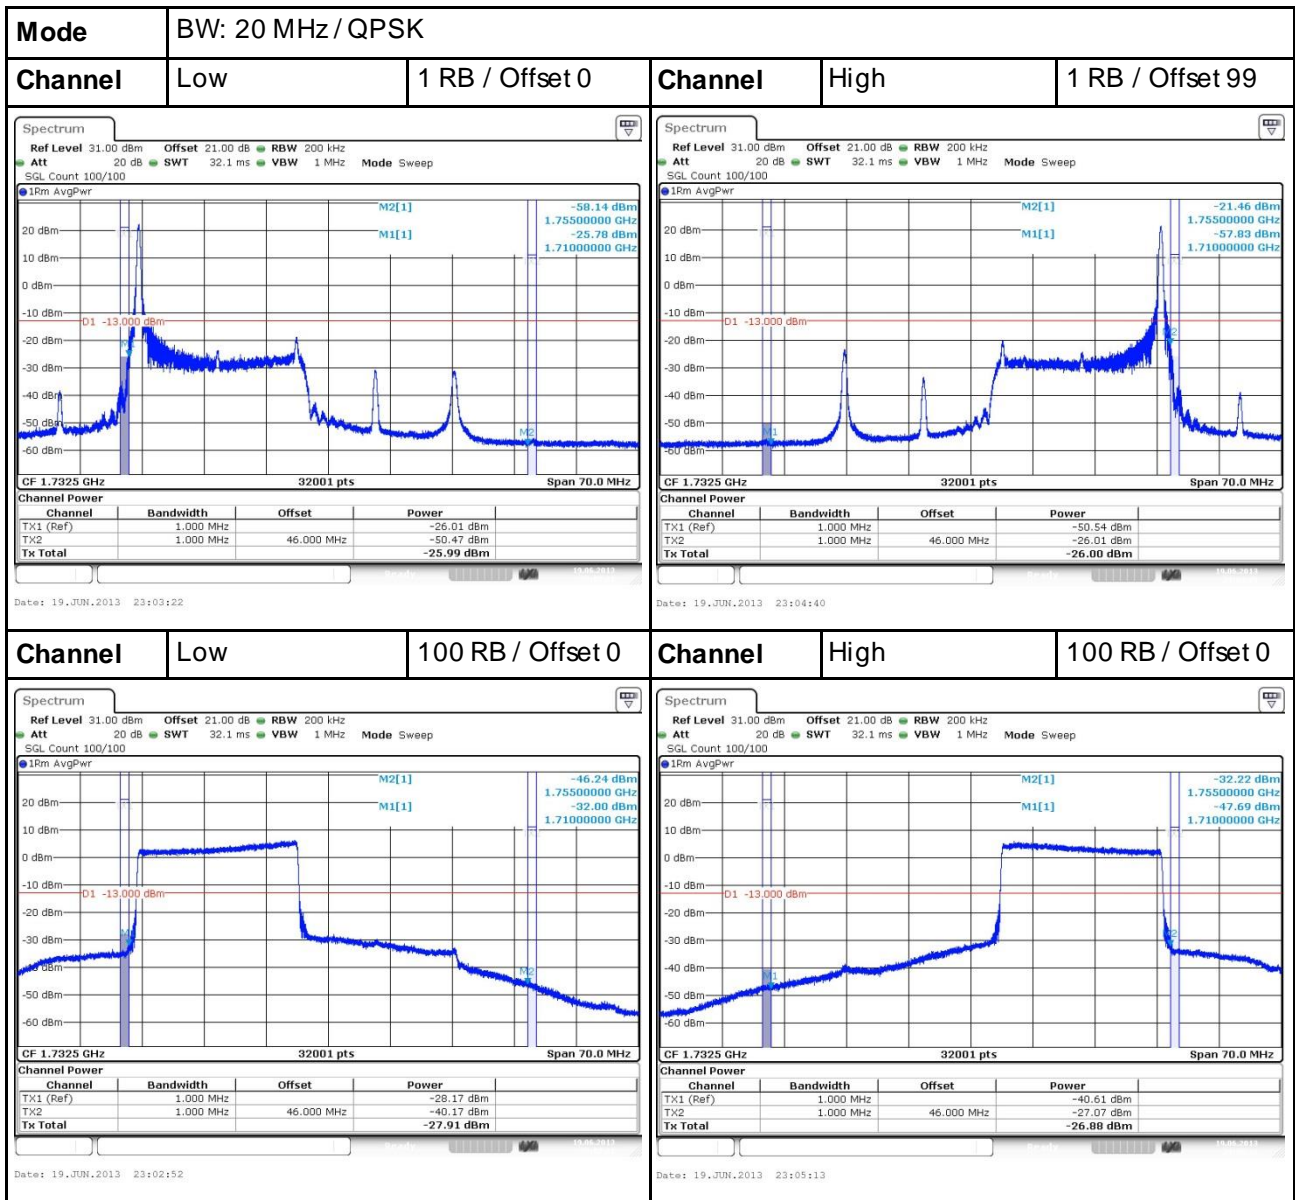 Mode BW: 20 MHz / QPSK
Channel Low 1 RB / Offset 0 Channel High 1 RB / Offset 99
Spectrum
Ref Level 31.00 dBm Offset 21.00 dB RBW 200 kHz
Att 20 dB SWT 32.1 ms VBW 1 MHz Mode Sweep
SGL Count 100/100
1Rm AvgPwr
M2[1] -58.14 dBm
1.75500000 GHz
M1[1] -25.78 dBm
1.71000000 GHz
20 dBm
10 dBm
0 dBm
-10 dBm
D1 -13.000 dBm
-20 dBm
-30 dBm
-40 dBm
-50 dBm
M2
-60 dBm
CF 1.7325 GHz 32001 pts Span 70.0 MHz
Channel Power
Channel Bandwidth Offset Power
TX1 (Ref) 1.000 MHz -26.01 dBm
TX2 1.000 MHz 46.000 MHz -50.47 dBm
Tx Total -25.99 dBm
Date: 19.JUN.2013 23:03:22
Spectrum
Ref Level 31.00 dBm Offset 21.00 dB RBW 200 kHz
Att 20 dB SWT 32.1 ms VBW 1 MHz Mode Sweep
SGL Count 100/100
1Rm AvgPwr
M2[1] -21.46 dBm
1.75500000 GHz
M1[1] -57.83 dBm
1.71000000 GHz
20 dBm
10 dBm
0 dBm
-10 dBm
D1 -13.000 dBm
-20 dBm
-30 dBm
-40 dBm
-50 dBm
M1
-60 dBm
CF 1.7325 GHz 32001 pts Span 70.0 MHz
Channel Power
Channel Bandwidth Offset Power
TX1 (Ref) 1.000 MHz -50.54 dBm
TX2 1.000 MHz 46.000 MHz -26.01 dBm
Tx Total -26.00 dBm
Date: 19.JUN.2013 23:04:40
Channel Low 100 RB / Offset 0 Channel High 100 RB / Offset 0
Spectrum
Ref Level 31.00 dBm Offset 21.00 dB RBW 200 kHz
Att 20 dB SWT 32.1 ms VBW 1 MHz Mode Sweep
SGL Count 100/100
1Rm AvgPwr
M2[1] -46.24 dBm
1.75500000 GHz
M1[1] -32.00 dBm
1.71000000 GHz
20 dBm
10 dBm
0 dBm
-10 dBm
D1 -13.000 dBm
-20 dBm
-30 dBm
-40 dBm
M2
-50 dBm
-60 dBm
CF 1.7325 GHz 32001 pts Span 70.0 MHz
Channel Power
Channel Bandwidth Offset Power
TX1 (Ref) 1.000 MHz -28.17 dBm
TX2 1.000 MHz 46.000 MHz -40.17 dBm
Tx Total -27.91 dBm
Date: 19.JUN.2013 23:02:52
Spectrum
Ref Level 31.00 dBm Offset 21.00 dB RBW 200 kHz
Att 20 dB SWT 32.1 ms VBW 1 MHz Mode Sweep
SGL Count 100/100
1Rm AvgPwr
M2[1] -32.22 dBm
1.75500000 GHz
M1[1] -47.69 dBm
1.71000000 GHz
20 dBm
10 dBm
0 dBm
-10 dBm
D1 -13.000 dBm
-20 dBm
-30 dBm
-40 dBm
M1
-50 dBm
-60 dBm
CF 1.7325 GHz 32001 pts Span 70.0 MHz
Channel Power
Channel Bandwidth Offset Power
TX1 (Ref) 1.000 MHz -40.61 dBm
TX2 1.000 MHz 46.000 MHz -27.07 dBm
Tx Total -26.88 dBm
Date: 19.JUN.2013 23:05:13